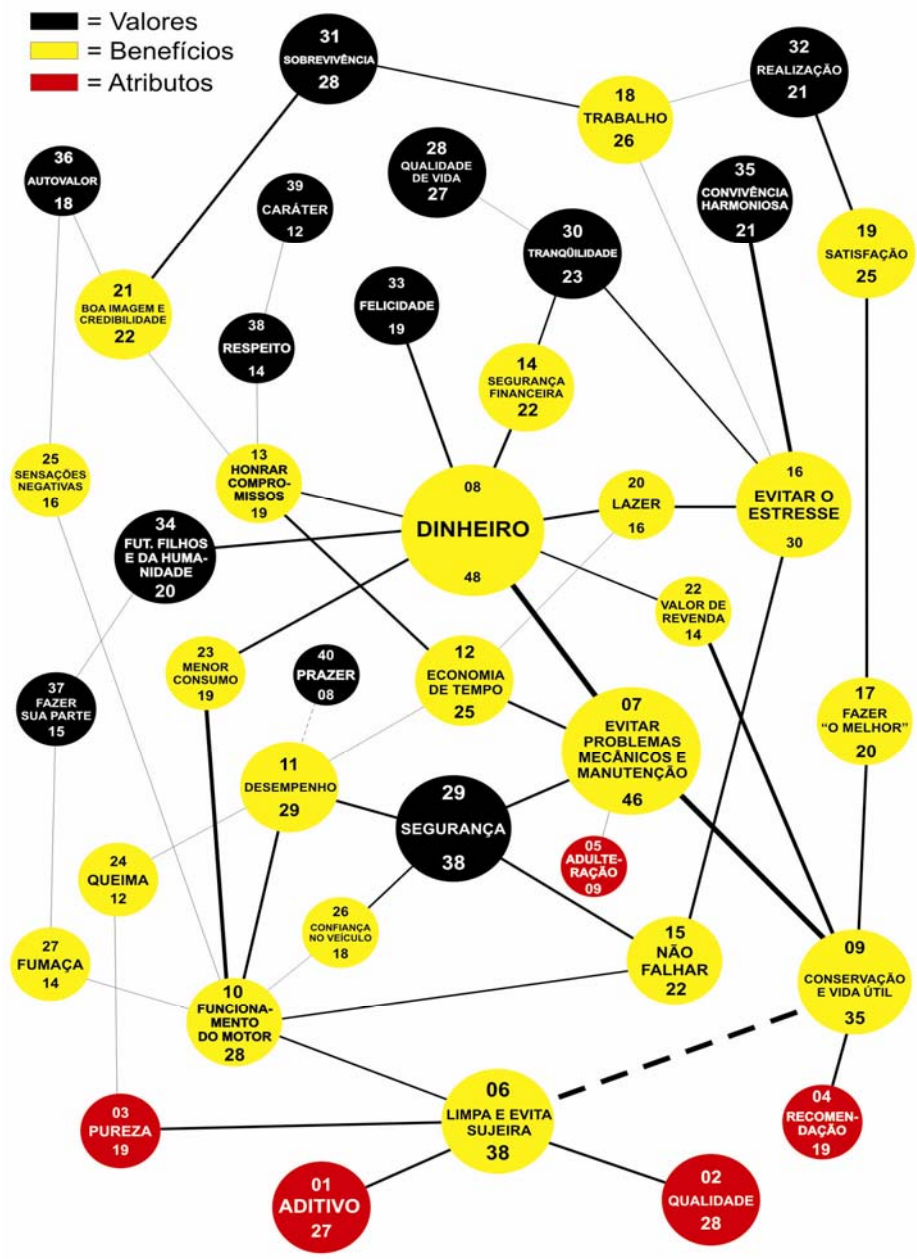 = Valores
= Benefícios
= Atributos
31
SOBREVIVÊNCIA
28
32
REALIZAÇÃO
21
18
TRABALHO
26
36
AUTOVALOR
18
28
QUALIDADE
DE VIDA
27
35
CONVIVÊNCIA
HARMONIOSA
21
39
CARÁTER
12
30
TRANQÜILIDADE
23
19
SATISFAÇÃO
25
21
BOA IMAGEM E
CREDIBILIDADE
22
33
FELICIDADE
19
38
RESPEITO
14
14
SEGURANÇA
FINANCEIRA
22
25
SENSAÇÕES
NEGATIVAS
16
13
HONRAR
COMPRO-
MISSOS
19
08
DINHEIRO
48
20
LAZER
16
16
EVITAR O
ESTRESSE
30
34
FUT. FILHOS
E DA HUMA-
NIDADE
20
22
VALOR DE
REVENDA
14
23
MENOR
CONSUMO
19
40
PRAZER
08
12
ECONOMIA
DE TEMPO
25
37
FAZER
SUA PARTE
15
07
EVITAR
PROBLEMAS
MECÂNICOS E
MANUTENÇÃO
46
17
FAZER
“O MELHOR”
20
11
DESEMPENHO
29
29
SEGURANÇA
38
05
ADULTE-
RAÇÃO
09
24
QUEIMA
12
26
CONFIANÇA
NO VEÍCULO
18
15
NÃO
FALHAR
22
09
CONSERVAÇÃO
E VIDA ÚTIL
35
27
FUMAÇA
14
10
FUNCIONA-
MENTO
DO MOTOR
28
06
LIMPA E EVITA
SUJEIRA
38
03
PUREZA
19
04
RECOMEN-
DAÇÃO
19
01
ADITIVO
27
02
QUALIDADE
28